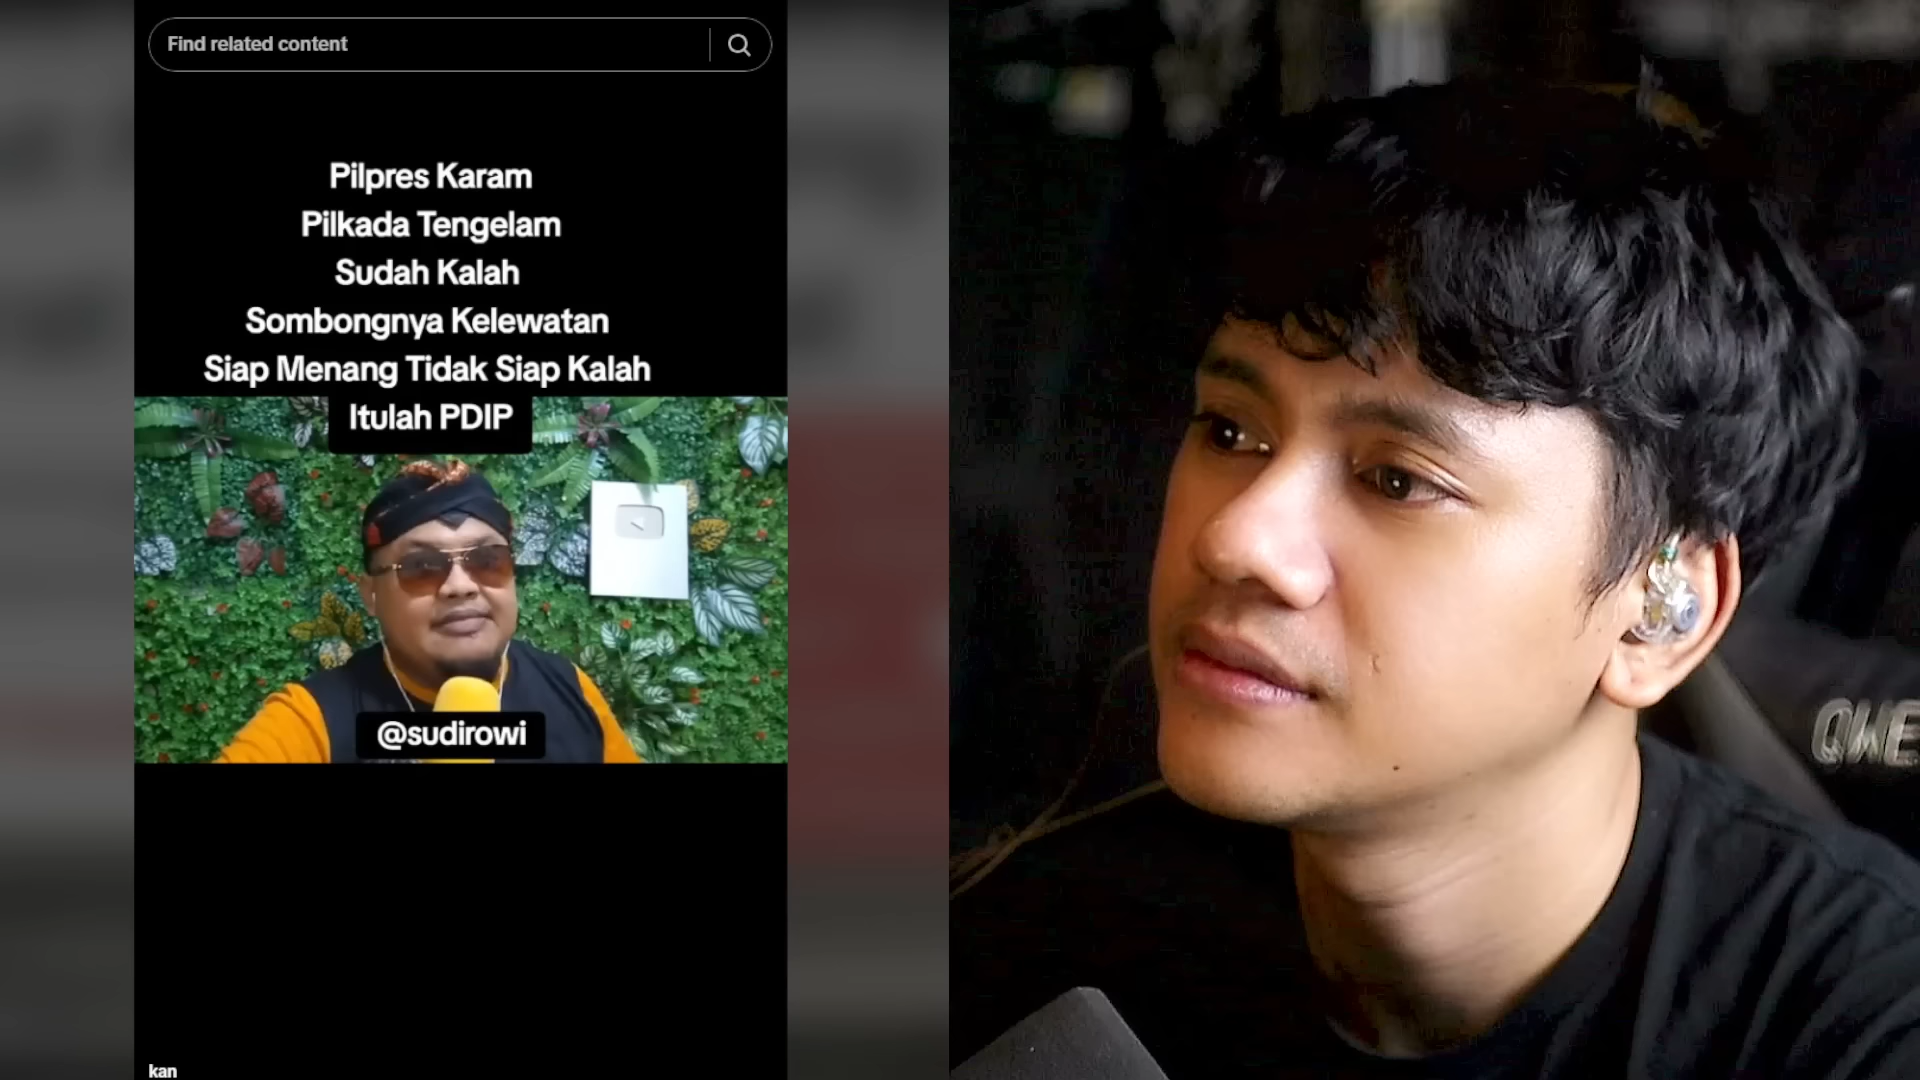 Find related content
Pilpres Karam
Pilkada Tengelam
Sudah Kalah
Sombongnya Kelewatan
Siap Menang Tidak Siap Kalah
Itulah PDIP
@sudirowi
kan